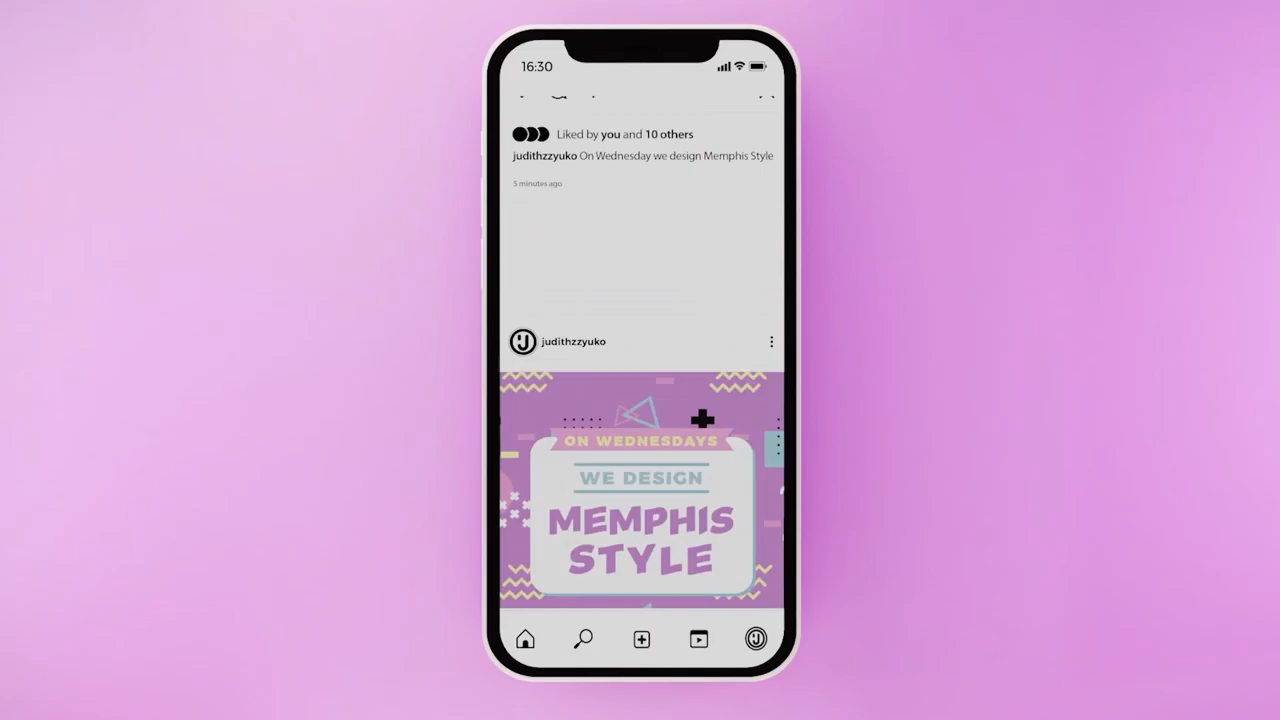 16:30
Liked by you and 10 others
judithzzyuko On Wednesday we design Memphis Style
5 minutes ago
judithzzyuko
ON WEDNESDAYS
WE DESIGN
MEMPHIS
STYLE